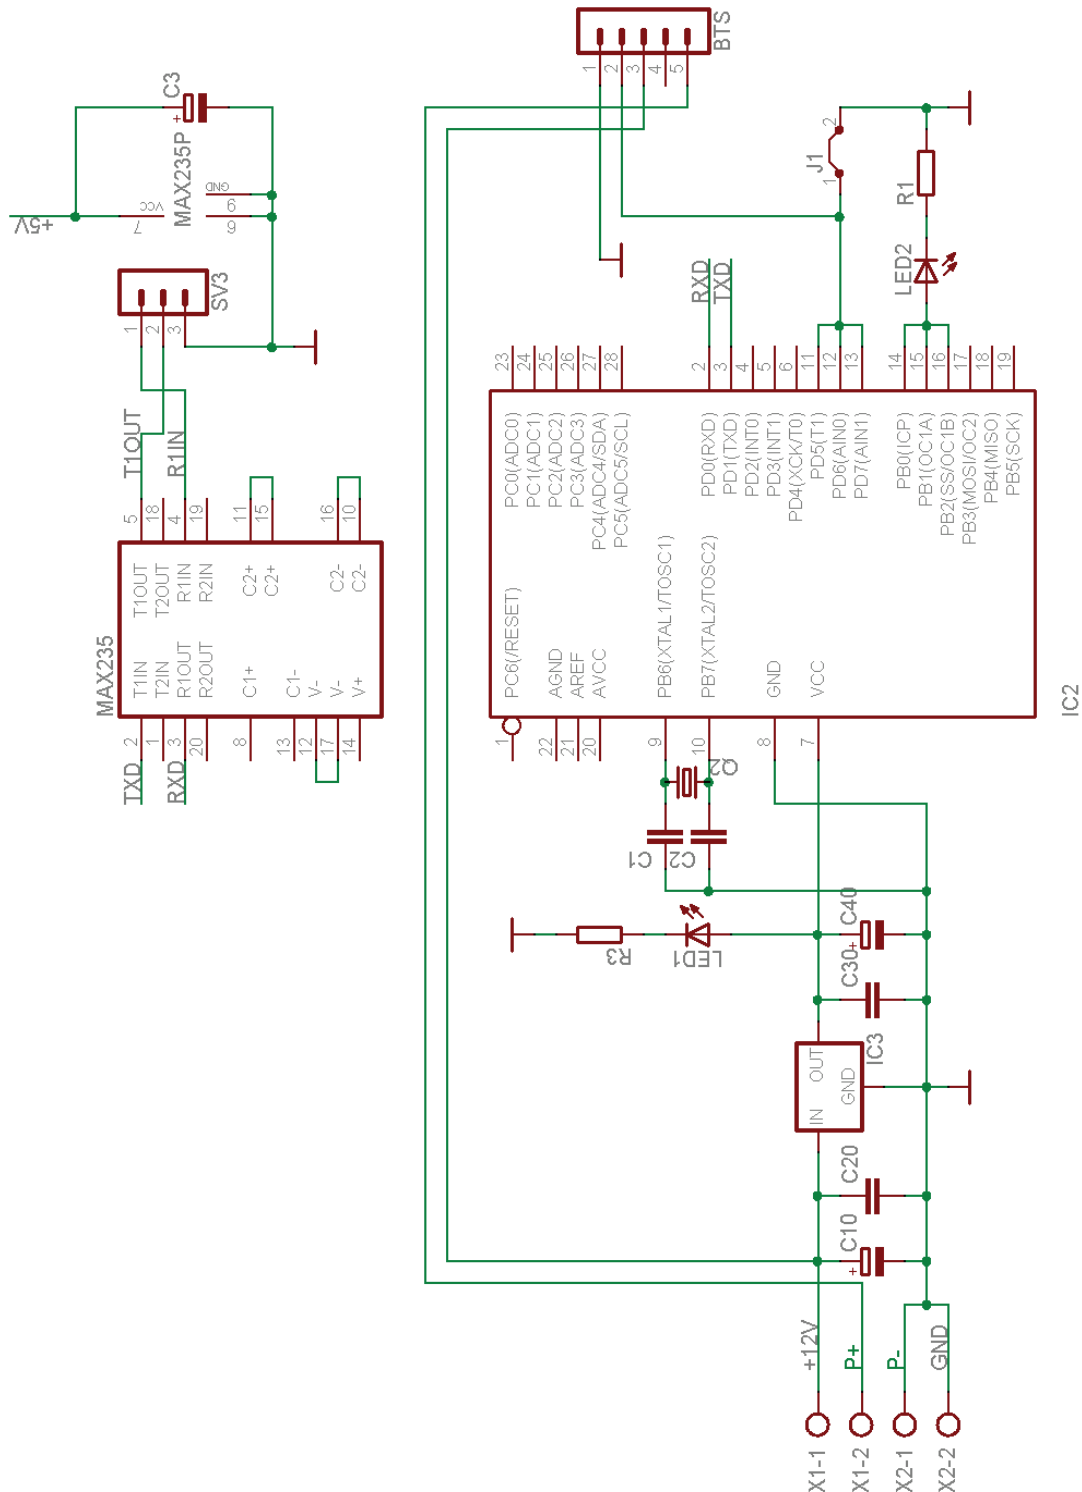 BTS
1
2
3
4
5
C3
+
MAX235P
GND
VCC
9
7
6
+5V
SV3
1
2
3
J1
1
2
R1
LED2
RXD
TXD
T1OUT
R1IN
5
18
4
19
11
15
16
10
MAX235
T1OUT
T2OUT
R1IN
R2IN
C2+
C2+
C2-
C2-
T1IN
T2IN
R1OUT
R2OUT
C1+
C1-
V-
V-
V+
2
1
3
20
8
13
12
17
14
TXD
RXD
23
24
25
26
27
28
2
3
4
5
6
11
12
13
14
15
16
17
18
19
PC0(ADC0)
PC1(ADC1)
PC2(ADC2)
PC3(ADC3)
PC4(ADC4/SDA)
PC5(ADC5/SCL)
PD0(RXD)
PD1(TXD)
PD2(INT0)
PD3(INT1)
PD4(XCK/T0)
PD5(T1)
PD6(AIN0)
PD7(AIN1)
PB0(ICP)
PB1(OC1A)
PB2(SS/OC1B)
PB3(MOSI/OC2)
PB4(MISO)
PB5(SCK)
PC6(/RESET)
AGND
AREF
AVCC
PB6(XTAL1/TOSC1)
PB7(XTAL2/TOSC2)
GND
VCC
IC2
1
22
21
20
9
10
8
7
Q2
C1
C2
R3
LED1
C40
+
C30
IC3
OUT
GND
IN
C20
C10
+
+12V
P+
P-
GND
X1-1
X1-2
X2-1
X2-2